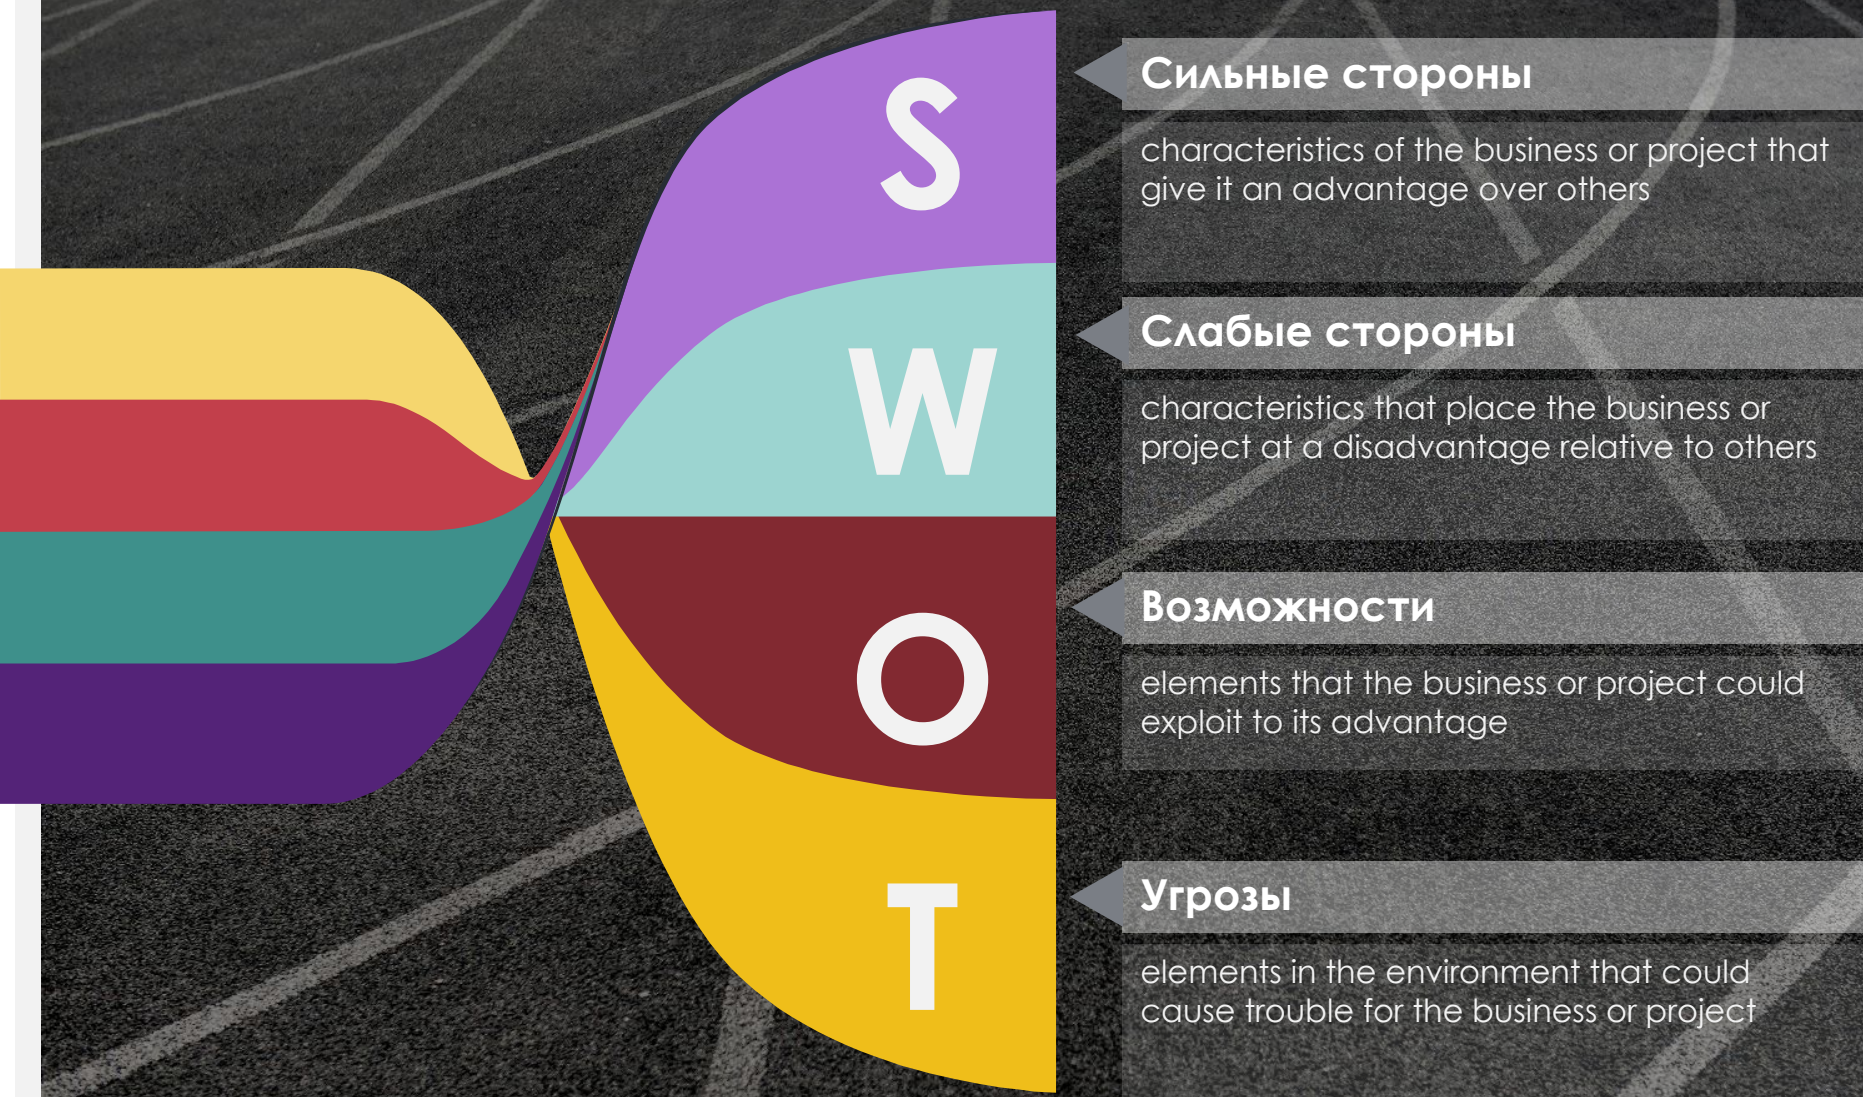 S
Сильные стороны
characteristics of the business or project that
give it an advantage over others
W
Слабые стороны
characteristics that place the business or
project at a disadvantage relative to others
O
Возможности
elements that the business or project could
exploit to its advantage
T
Угрозы
elements in the environment that could
cause trouble for the business or project